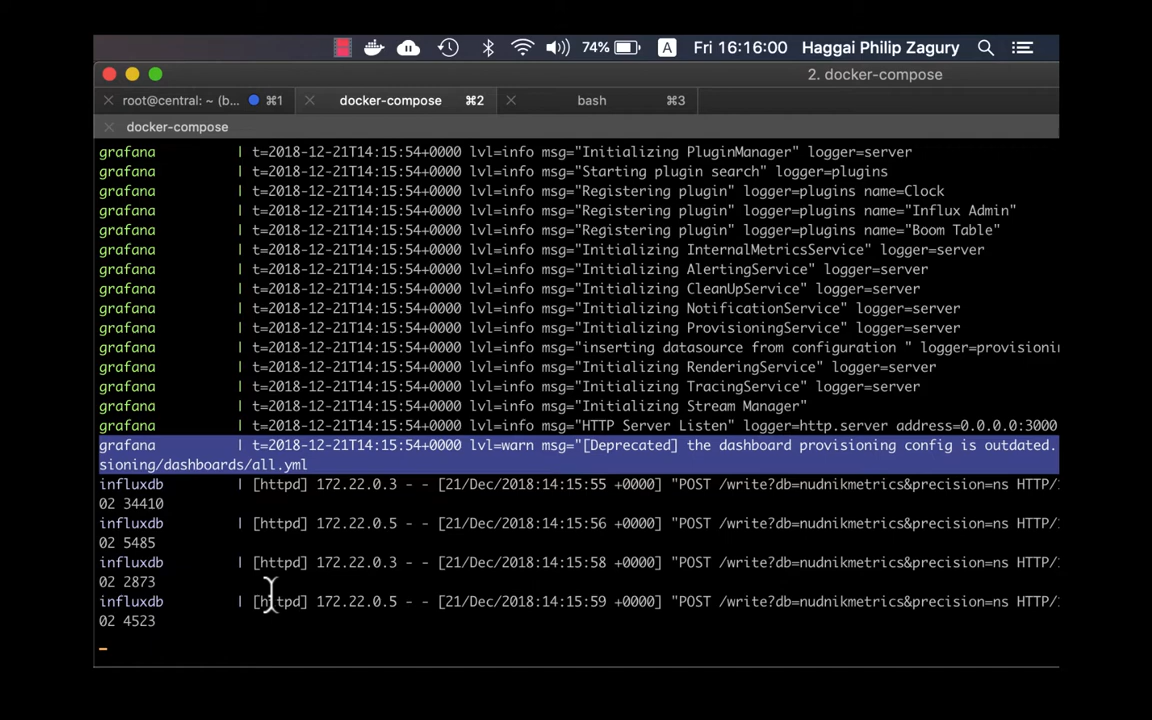 74% A Fri 16:16:00 Haggai Philip Zagury
2. docker-compose
root@central: ~ (b... ⌘1 docker-compose ⌘2 bash ⌘3
docker-compose
grafana | t=2018-12-21T14:15:54+0000 lvl=info msg="Initializing PluginManager" logger=server
grafana | t=2018-12-21T14:15:54+0000 lvl=info msg="Starting plugin search" logger=plugins
grafana | t=2018-12-21T14:15:54+0000 lvl=info msg="Registering plugin" logger=plugins name=Clock
grafana | t=2018-12-21T14:15:54+0000 lvl=info msg="Registering plugin" logger=plugins name="Influx Admin"
grafana | t=2018-12-21T14:15:54+0000 lvl=info msg="Registering plugin" logger=plugins name="Boom Table"
grafana | t=2018-12-21T14:15:54+0000 lvl=info msg="Initializing InternalMetricsService" logger=server
grafana | t=2018-12-21T14:15:54+0000 lvl=info msg="Initializing AlertingService" logger=server
grafana | t=2018-12-21T14:15:54+0000 lvl=info msg="Initializing CleanUpService" logger=server
grafana | t=2018-12-21T14:15:54+0000 lvl=info msg="Initializing NotificationService" logger=server
grafana | t=2018-12-21T14:15:54+0000 lvl=info msg="Initializing ProvisioningService" logger=server
grafana | t=2018-12-21T14:15:54+0000 lvl=info msg="inserting datasource from configuration " logger=provisionin
grafana | t=2018-12-21T14:15:54+0000 lvl=info msg="Initializing RenderingService" logger=server
grafana | t=2018-12-21T14:15:54+0000 lvl=info msg="Initializing TracingService" logger=server
grafana | t=2018-12-21T14:15:54+0000 lvl=info msg="Initializing Stream Manager"
grafana | t=2018-12-21T14:15:54+0000 lvl=info msg="HTTP Server Listen" logger=http.server address=0.0.0.0:3000
grafana | t=2018-12-21T14:15:54+0000 lvl=warn msg="[Deprecated] the dashboard provisioning config is outdated.
sioning/dashboards/all.yml
influxdb | [httpd] 172.22.0.3 - - [21/Dec/2018:14:15:55 +0000] "POST /write?db=nudnikmetrics&precision=ns HTTP/
02 34410
influxdb | [httpd] 172.22.0.5 - - [21/Dec/2018:14:15:56 +0000] "POST /write?db=nudnikmetrics&precision=ns HTTP/
02 5485
influxdb | [httpd] 172.22.0.3 - - [21/Dec/2018:14:15:58 +0000] "POST /write?db=nudnikmetrics&precision=ns HTTP/
02 2873
influxdb | [httpd] 172.22.0.5 - - [21/Dec/2018:14:15:59 +0000] "POST /write?db=nudnikmetrics&precision=ns HTTP/
02 4523